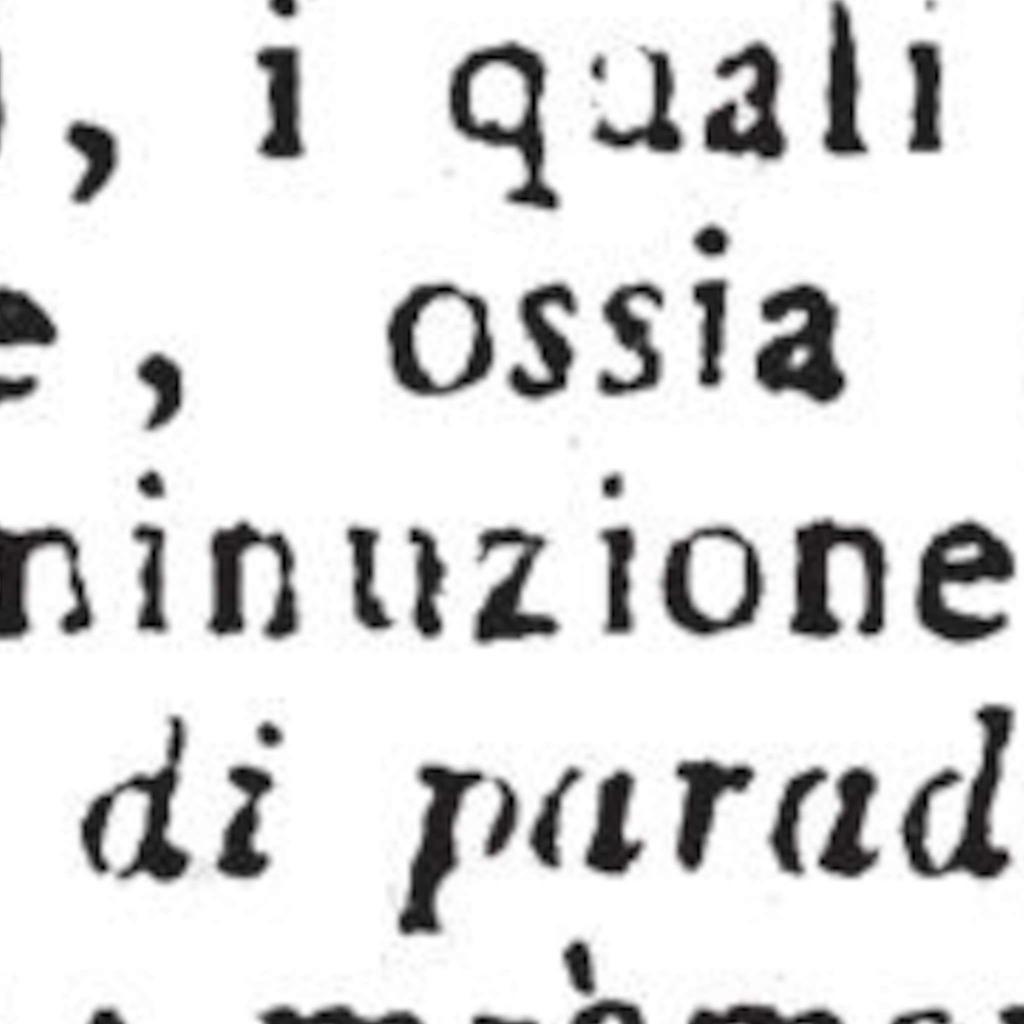 , i quali
e, ossia
ninuzione
di parad